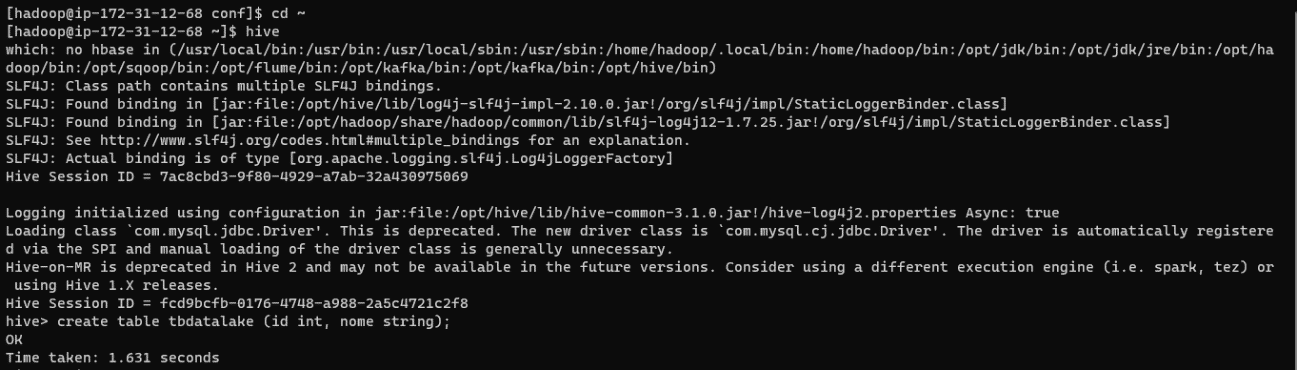 [hadoop@ip-172-31-12-68 conf]$ cd ~
[hadoop@ip-172-31-12-68 ~]$ hive
which: no hbase in (/usr/local/bin:/usr/bin:/usr/local/sbin:/usr/sbin:/home/hadoop/.local/bin:/home/hadoop/bin:/opt/jdk/bin:/opt/jdk/jre/bin:/opt/ha
doop/bin:/opt/sqoop/bin:/opt/flume/bin:/opt/kafka/bin:/opt/kafka/bin:/opt/hive/bin)
SLF4J: Class path contains multiple SLF4J bindings.
SLF4J: Found binding in [jar:file:/opt/hive/lib/log4j-slf4j-impl-2.10.0.jar!/org/slf4j/impl/StaticLoggerBinder.class]
SLF4J: Found binding in [jar:file:/opt/hadoop/share/hadoop/common/lib/slf4j-log4j12-1.7.25.jar!/org/slf4j/impl/StaticLoggerBinder.class]
SLF4J: See http://www.slf4j.org/codes.html#multiple_bindings for an explanation.
SLF4J: Actual binding is of type [org.apache.logging.slf4j.Log4jLoggerFactory]
Hive Session ID = 7ac8cbd3-9f80-4929-a7ab-32a430975069
Logging initialized using configuration in jar:file:/opt/hive/lib/hive-common-3.1.0.jar!/hive-log4j2.properties Async: true
Loading class `com.mysql.jdbc.Driver'. This is deprecated. The new driver class is `com.mysql.cj.jdbc.Driver'. The driver is automatically registere
d via the SPI and manual loading of the driver class is generally unnecessary.
Hive-on-MR is deprecated in Hive 2 and may not be available in the future versions. Consider using a different execution engine (i.e. spark, tez) or
 using Hive 1.X releases.
Hive Session ID = fcd9bcfb-0176-4748-a988-2a5c4721c2f8
hive> create table tbdatalake (id int, nome string);
OK
Time taken: 1.631 seconds